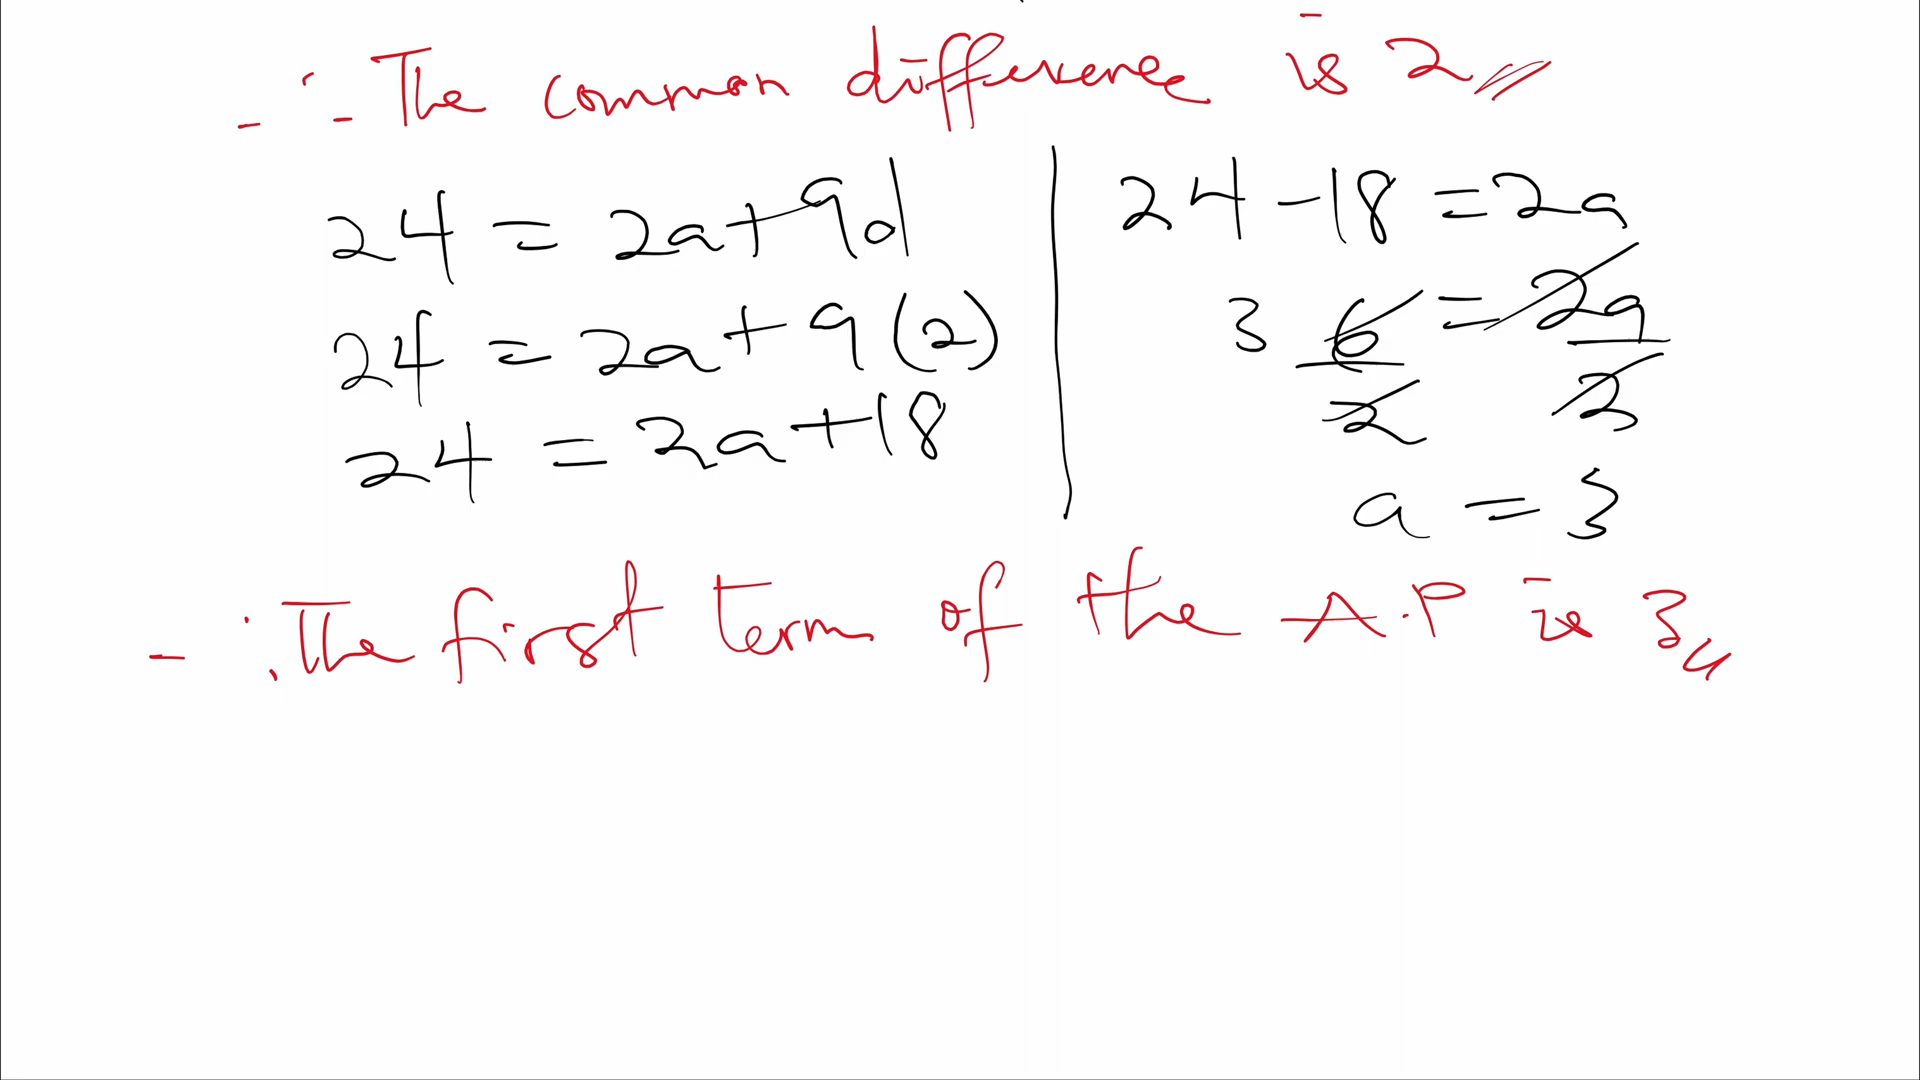 ∴ The common difference is 2
24 = 2a + 9d
24 = 2a + 9(2)
24 = 2a + 18
24 - 18 = 2a
3 6 = 2a
2 2
a = 3
∴ The first term of the A.P is 3